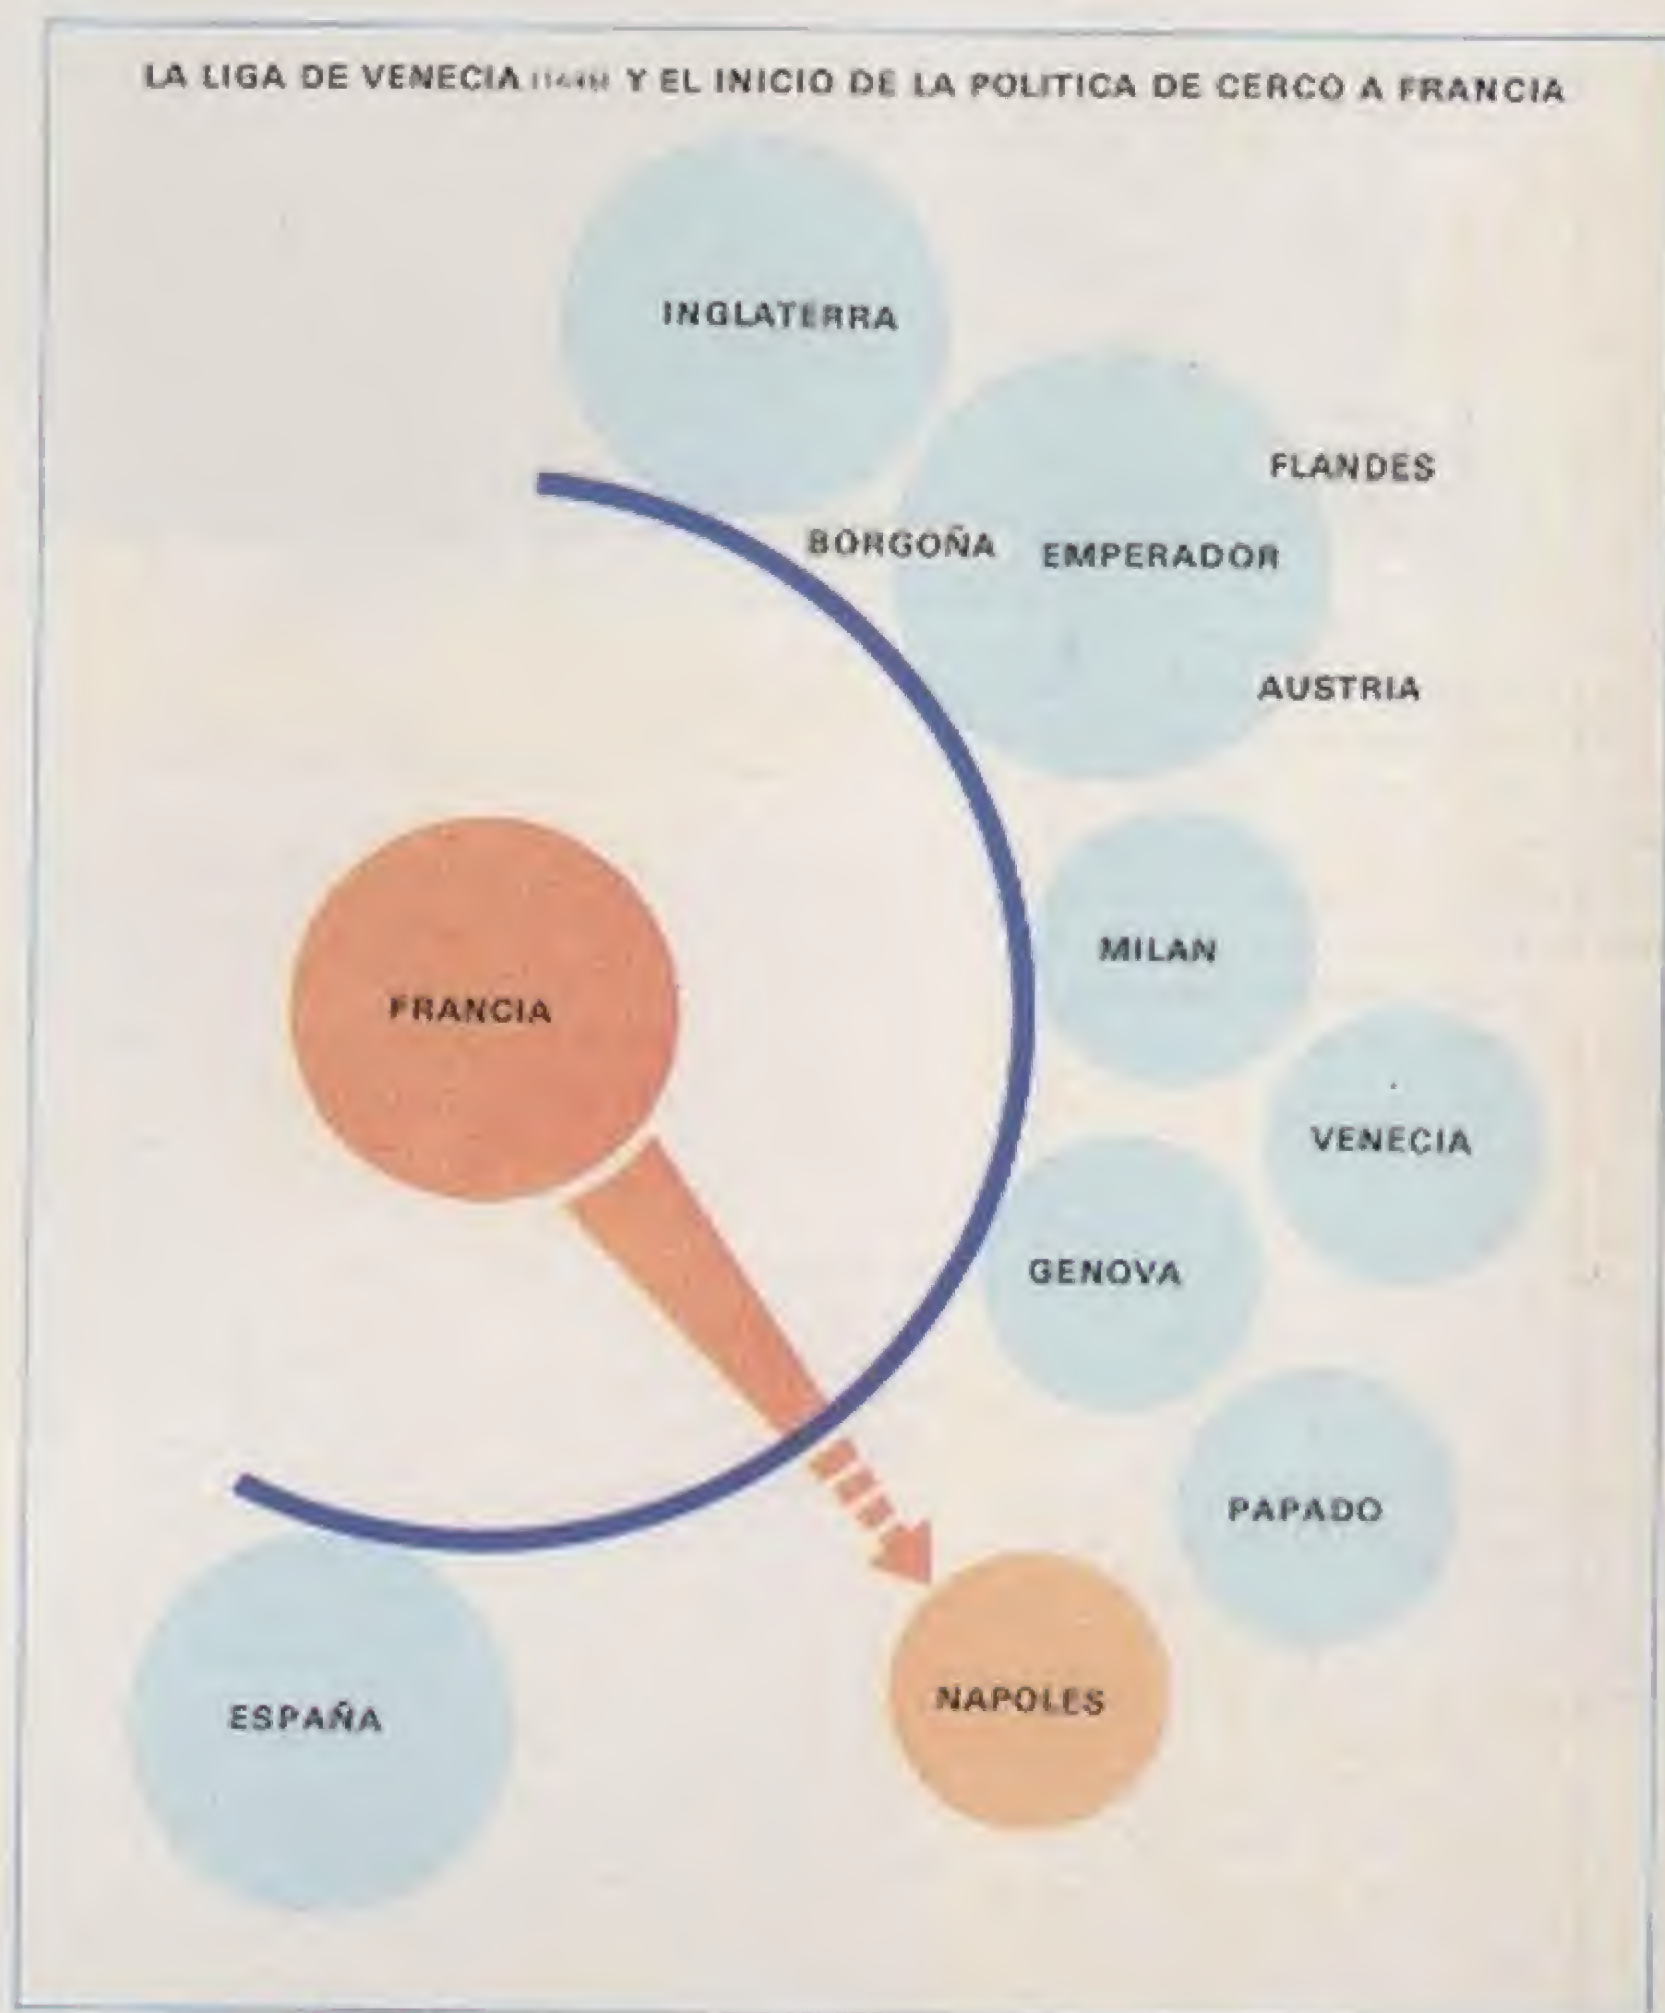 LA LIGA DE VENECIA Y EL INICIO DE LA POLITICA DE CERCO A FRANCIA
INGLATERRA
FLANDES
BORGOÑA EMPERADOR
AUSTRIA
MILAN
FRANCIA
VENECIA
GENOVA
PAPADO
NAPOLES
ESPAÑA